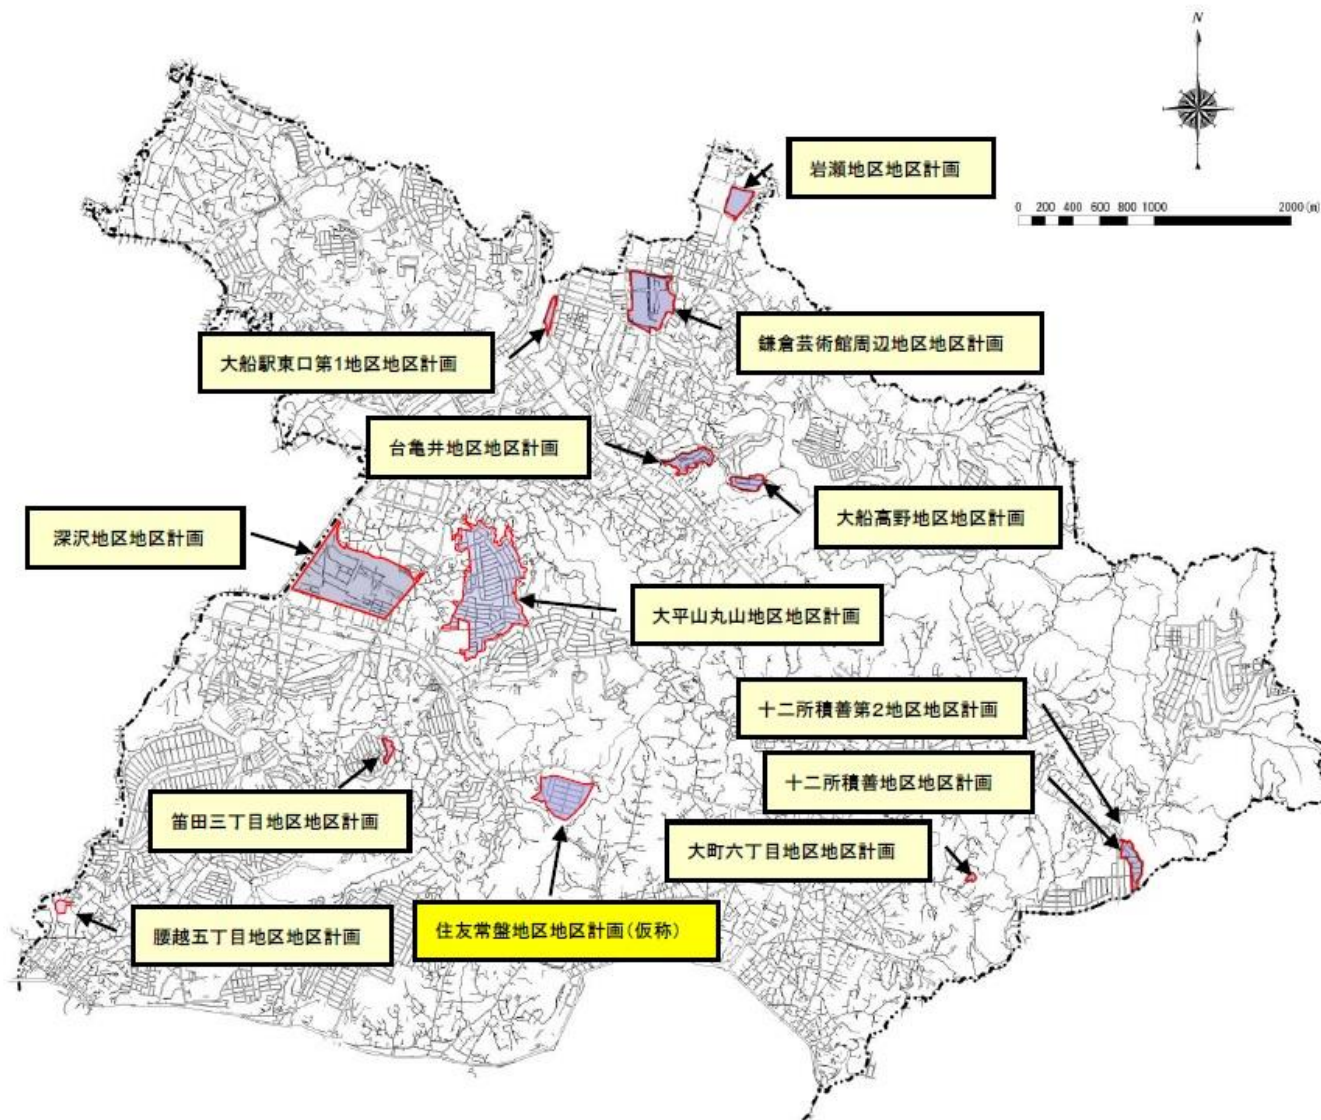 N
岩瀬地区地区計画
0 200 400 600 800 1000 2000(m)
大船駅東口第1地区地区計画
鎌倉芸術館周辺地区地区計画
台亀井地区地区計画
大船高野地区地区計画
深沢地区地区計画
大平山丸山地区地区計画
十二所積善第2地区地区計画
十二所積善地区地区計画
笛田三丁目地区地区計画
大町六丁目地区地区計画
腰越五丁目地区地区計画
住友常盤地区地区計画(仮称)